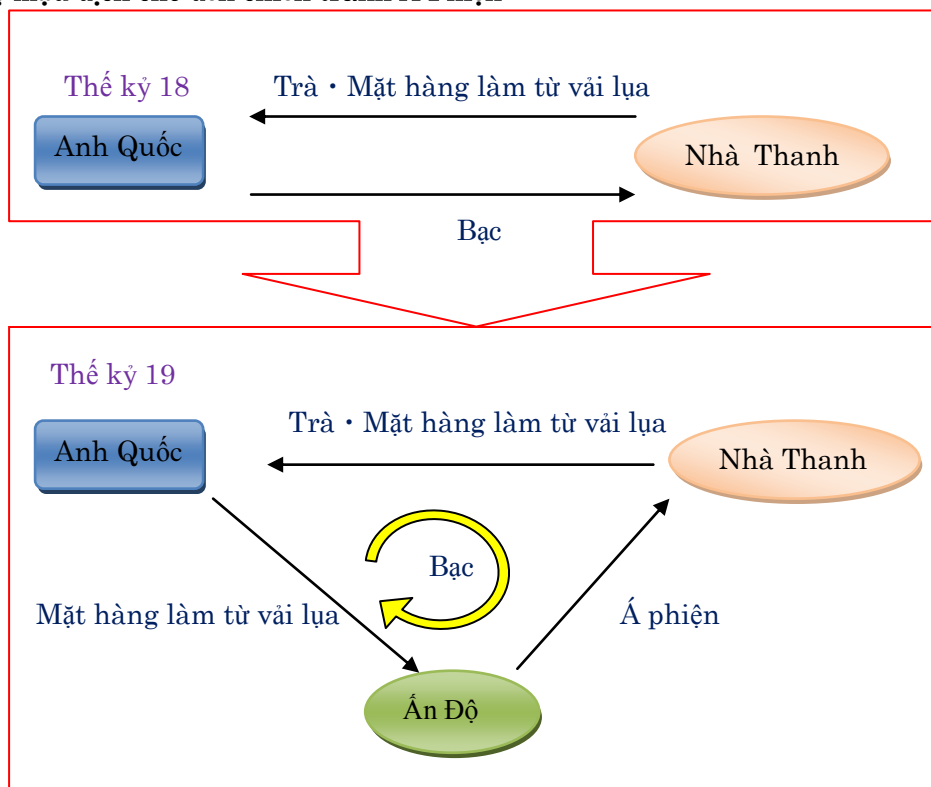 Thế kỷ 18
Trà・Mặt hàng làm từ vải lụa
Anh Quốc
Nhà Thanh
Bạc
Thế kỷ 19
Trà・Mặt hàng làm từ vải lụa
Anh Quốc
Nhà Thanh
Bạc
Mặt hàng làm từ vải lụa
Á phiện
Ấn Độ